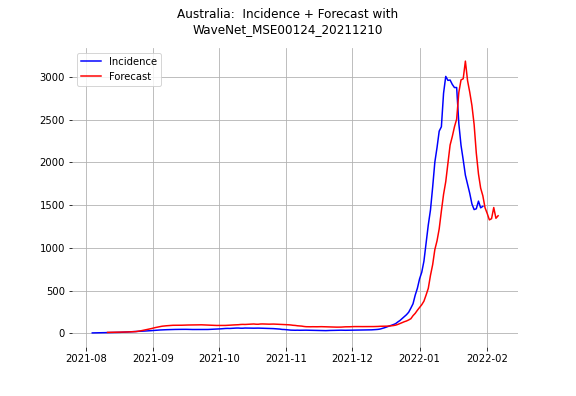 Australia:  Incidence + Forecast with
WaveNet_MSE00124_20211210
Incidence
Forecast
3000
2500
2000
1500
1000
500
0
2021-08 2021-09 2021-10 2021-11 2021-12 2022-01 2022-02